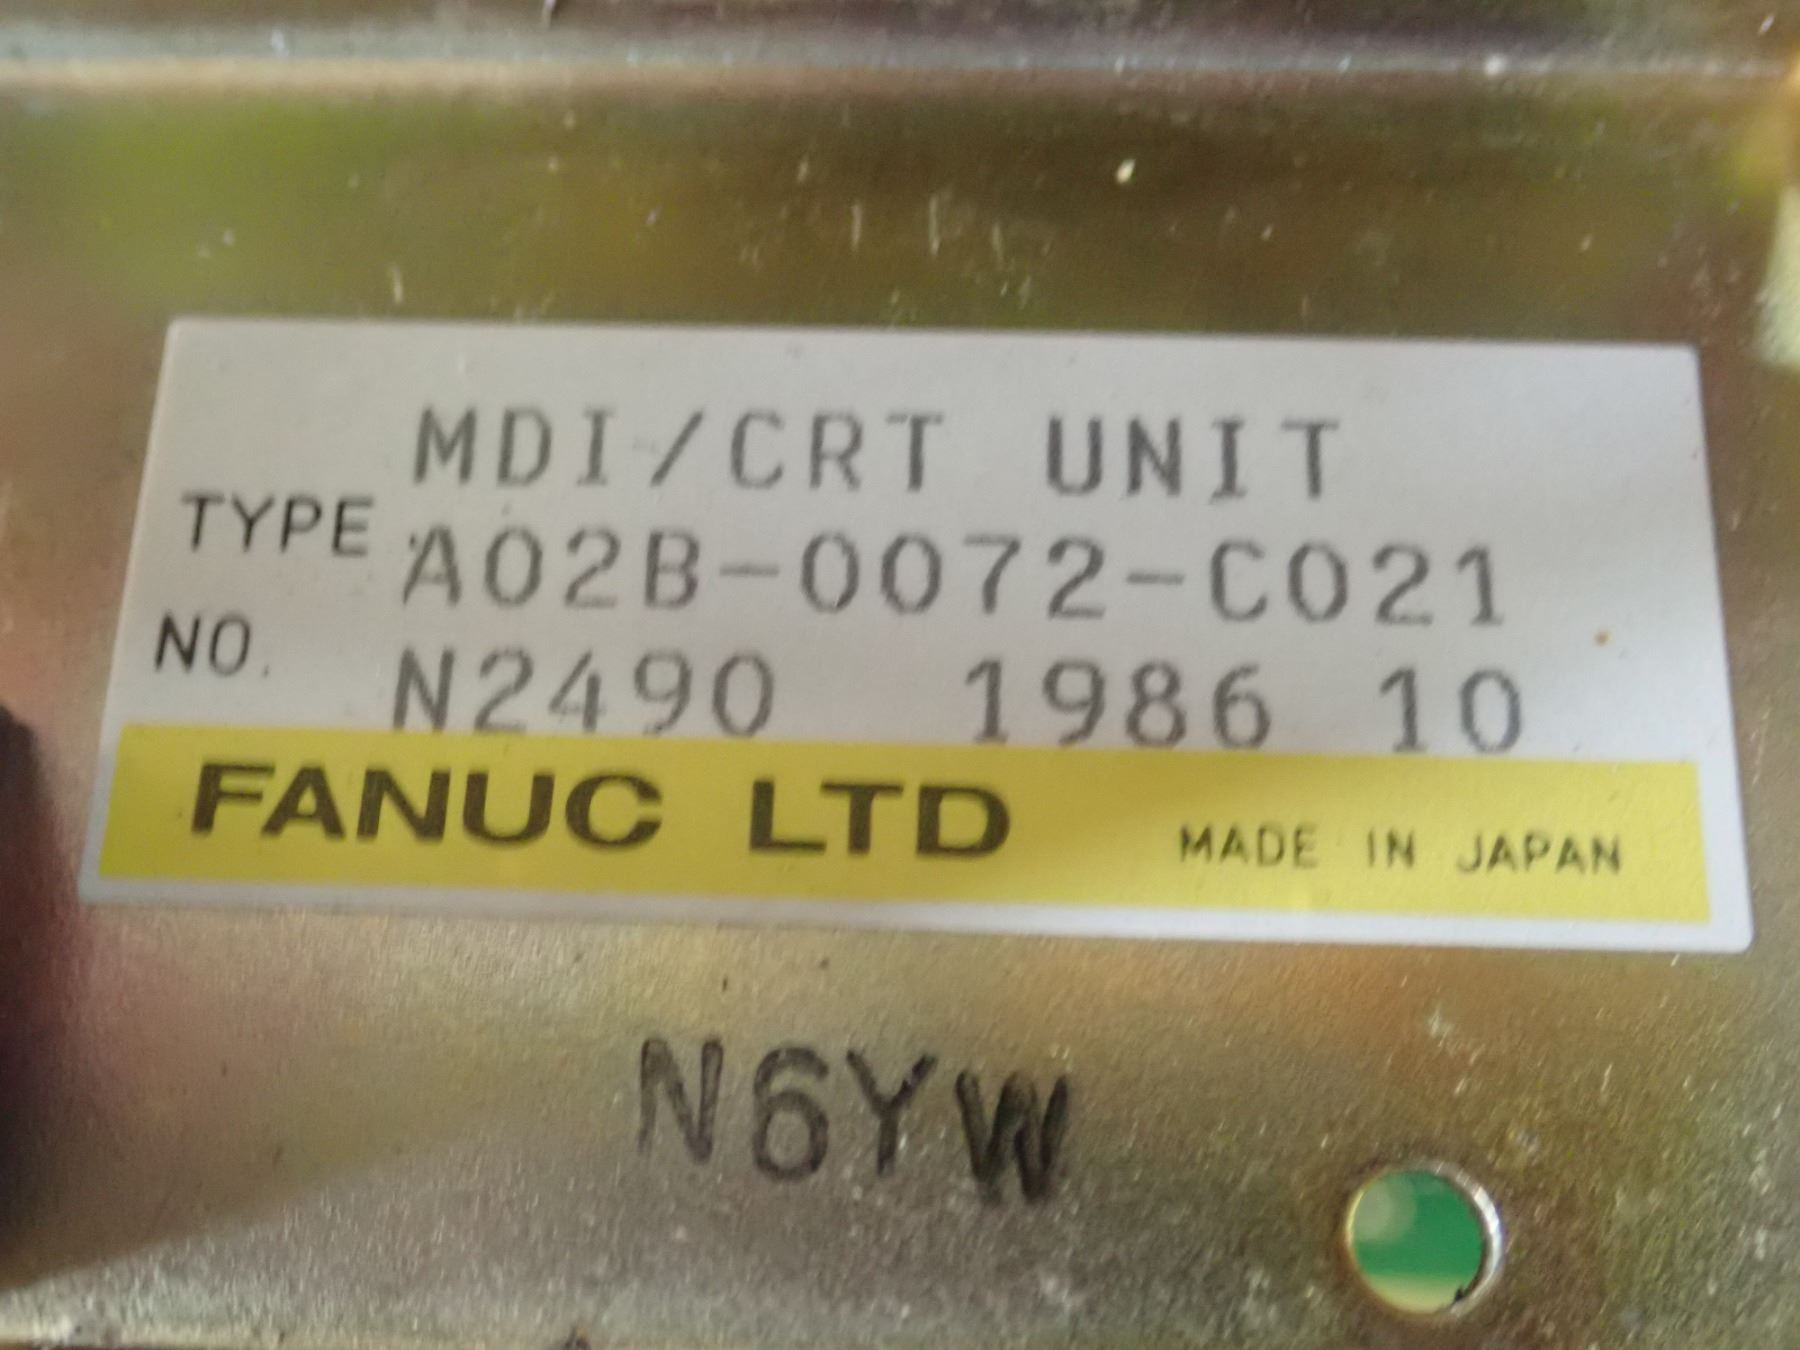 MDI/CRT UNIT
TYPE A02B-0072-C021
NO. N2490 1986 10
FANUC LTD MADE IN JAPAN
N6YW